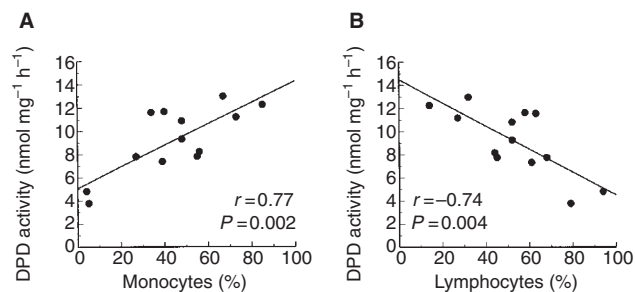 A
DPD activity (nmol mg⁻¹ h⁻¹)
16
14
12
10
8
6
4
2
0
r=0.77
P=0.002
0 20 40 60 80 100
Monocytes (%)
B
DPD activity (nmol mg⁻¹ h⁻¹)
16
14
12
10
8
6
4
2
0
r=−0.74
P=0.004
0 20 40 60 80 100
Lymphocytes (%)